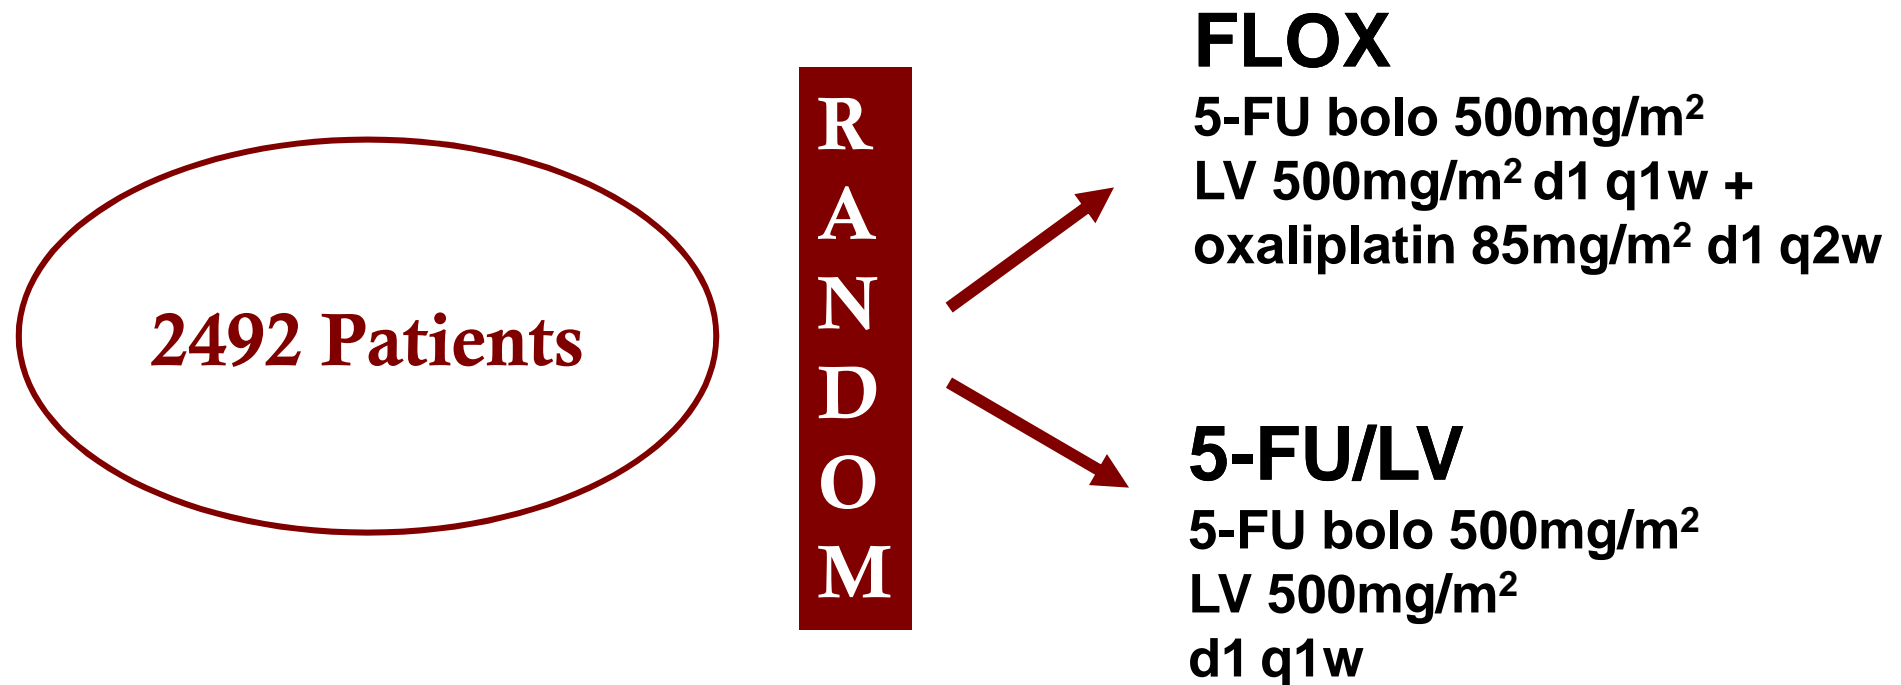 2492 Patients
R
A
N
D
O
M
FLOX
5-FU bolo 500mg/m²
LV 500mg/m² d1 q1w +
oxaliplatin 85mg/m² d1 q2w
5-FU/LV
5-FU bolo 500mg/m²
LV 500mg/m²
d1 q1w